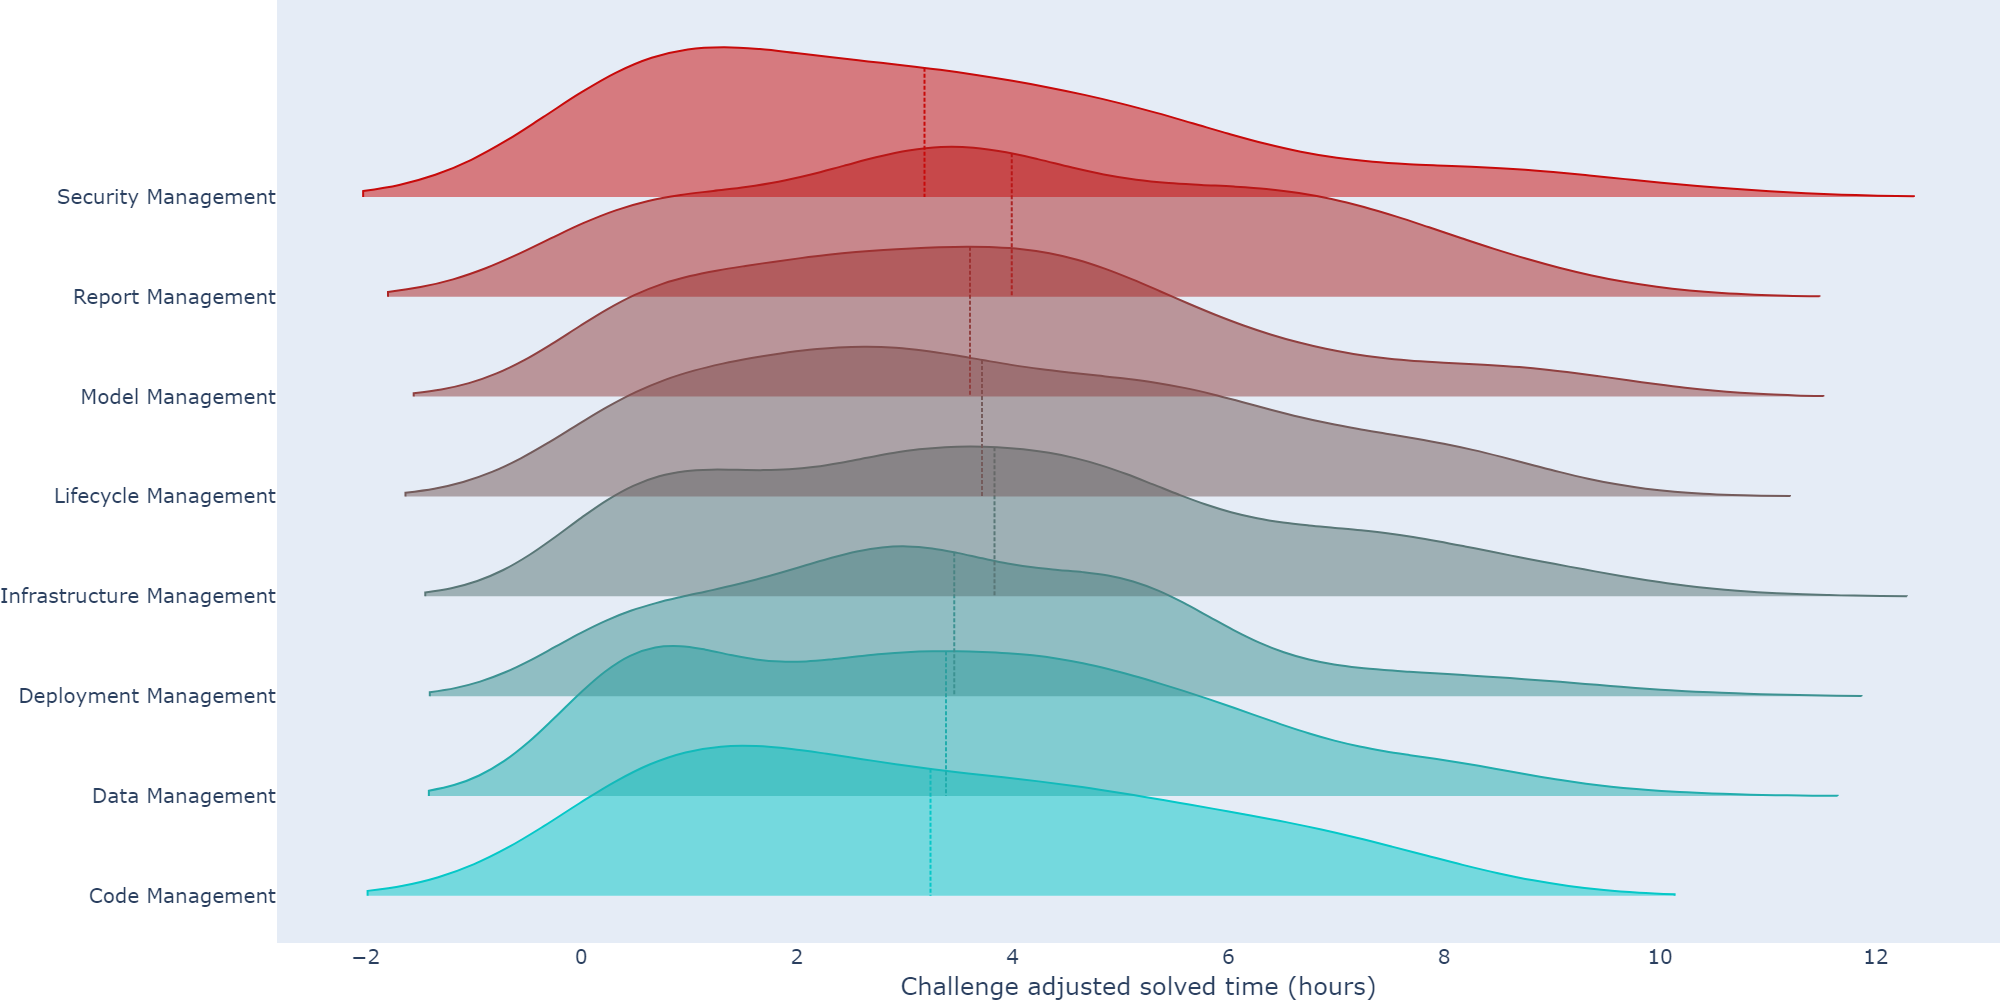 Security Management
Report Management
Model Management
Lifecycle Management
Infrastructure Management
Deployment Management
Data Management
Code Management
−2 0 2 4 6 8 10 12
Challenge adjusted solved time (hours)